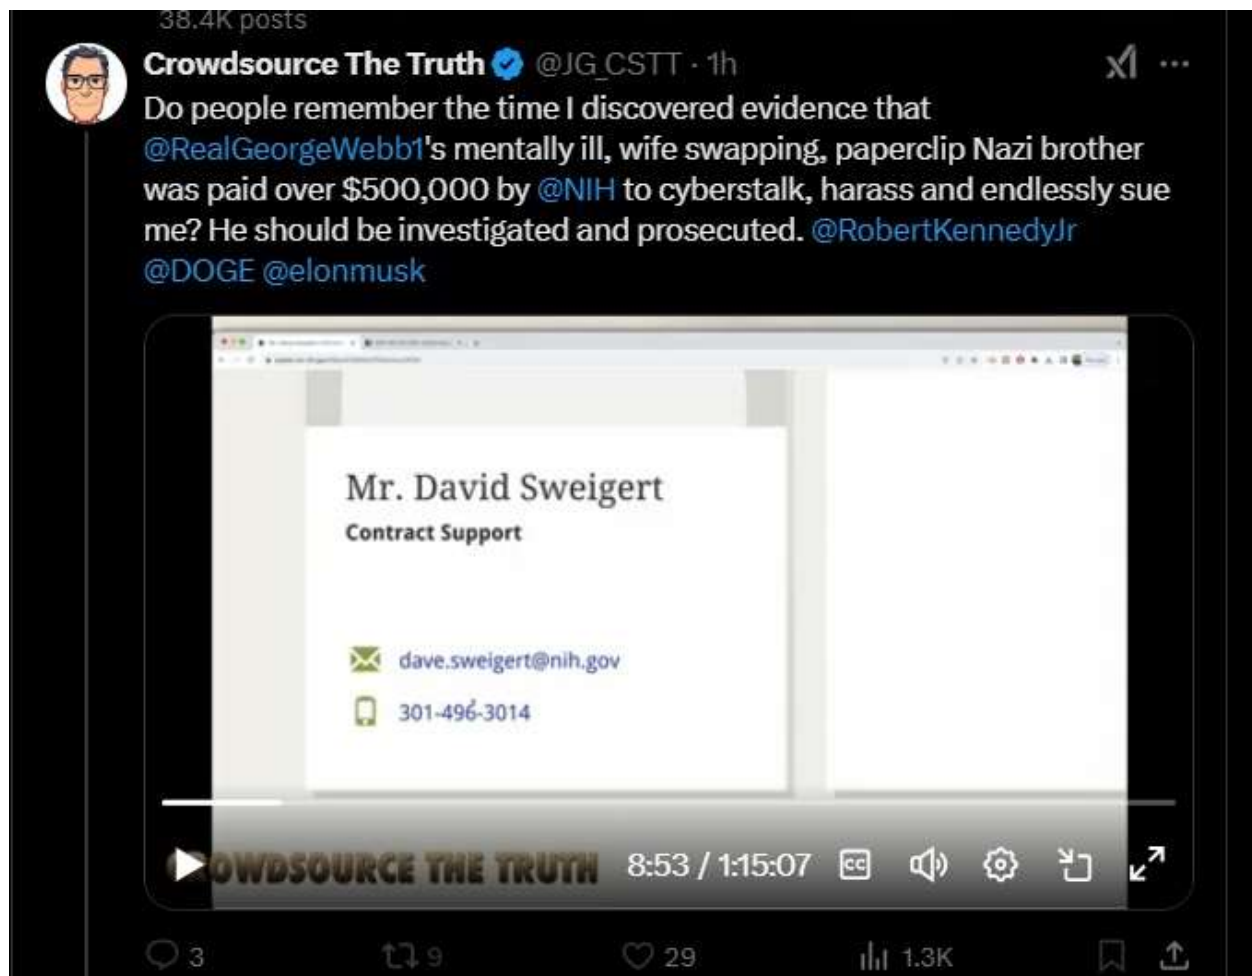 38.4K posts
Crowdsource The Truth @JG_CSTT · 1h
Do people remember the time I discovered evidence that
@RealGeorgeWebb1's mentally ill, wife swapping, paperclip Nazi brother
was paid over $500,000 by @NIH to cyberstalk, harass and endlessly sue
me? He should be investigated and prosecuted. @RobertKennedyJr
@DOGE @elonmusk
Mr. David Sweigert
Contract Support
dave.sweigert@nih.gov
301-496-3014
CROWDSOURCE THE TRUTH 8:53 / 1:15:07 CC
3 9 29 1.3K